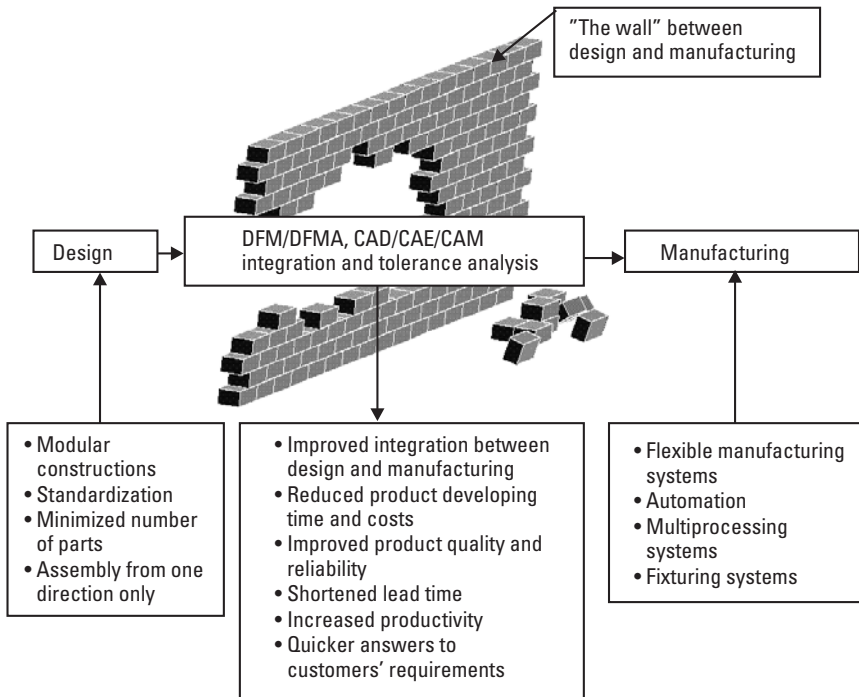 ”The wall” between
design and manufacturing
Design
DFM/DFMA, CAD/CAE/CAM
integration and tolerance analysis
Manufacturing
• Modular
constructions
• Standardization
• Minimized number
of parts
• Assembly from one
direction only
• Improved integration between
design and manufacturing
• Reduced product developing
time and costs
• Improved product quality and
reliability
• Shortened lead time
• Increased productivity
• Quicker answers to
customers’ requirements
• Flexible manufacturing
systems
• Automation
• Multiprocessing
systems
• Fixturing systems